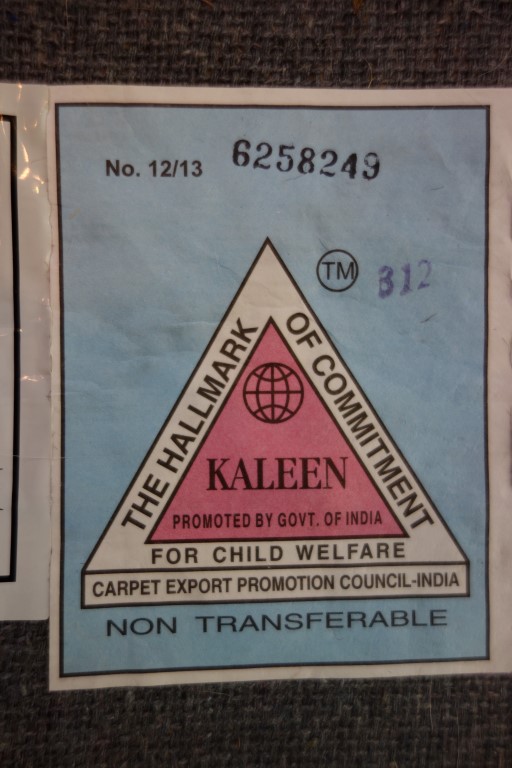 No. 12/13 6258249
TM 312
THE HALLMARK OF COMMITMENT
KALEEN
PROMOTED BY GOVT. OF INDIA
FOR CHILD WELFARE
CARPET EXPORT PROMOTION COUNCIL-INDIA
NON TRANSFERABLE